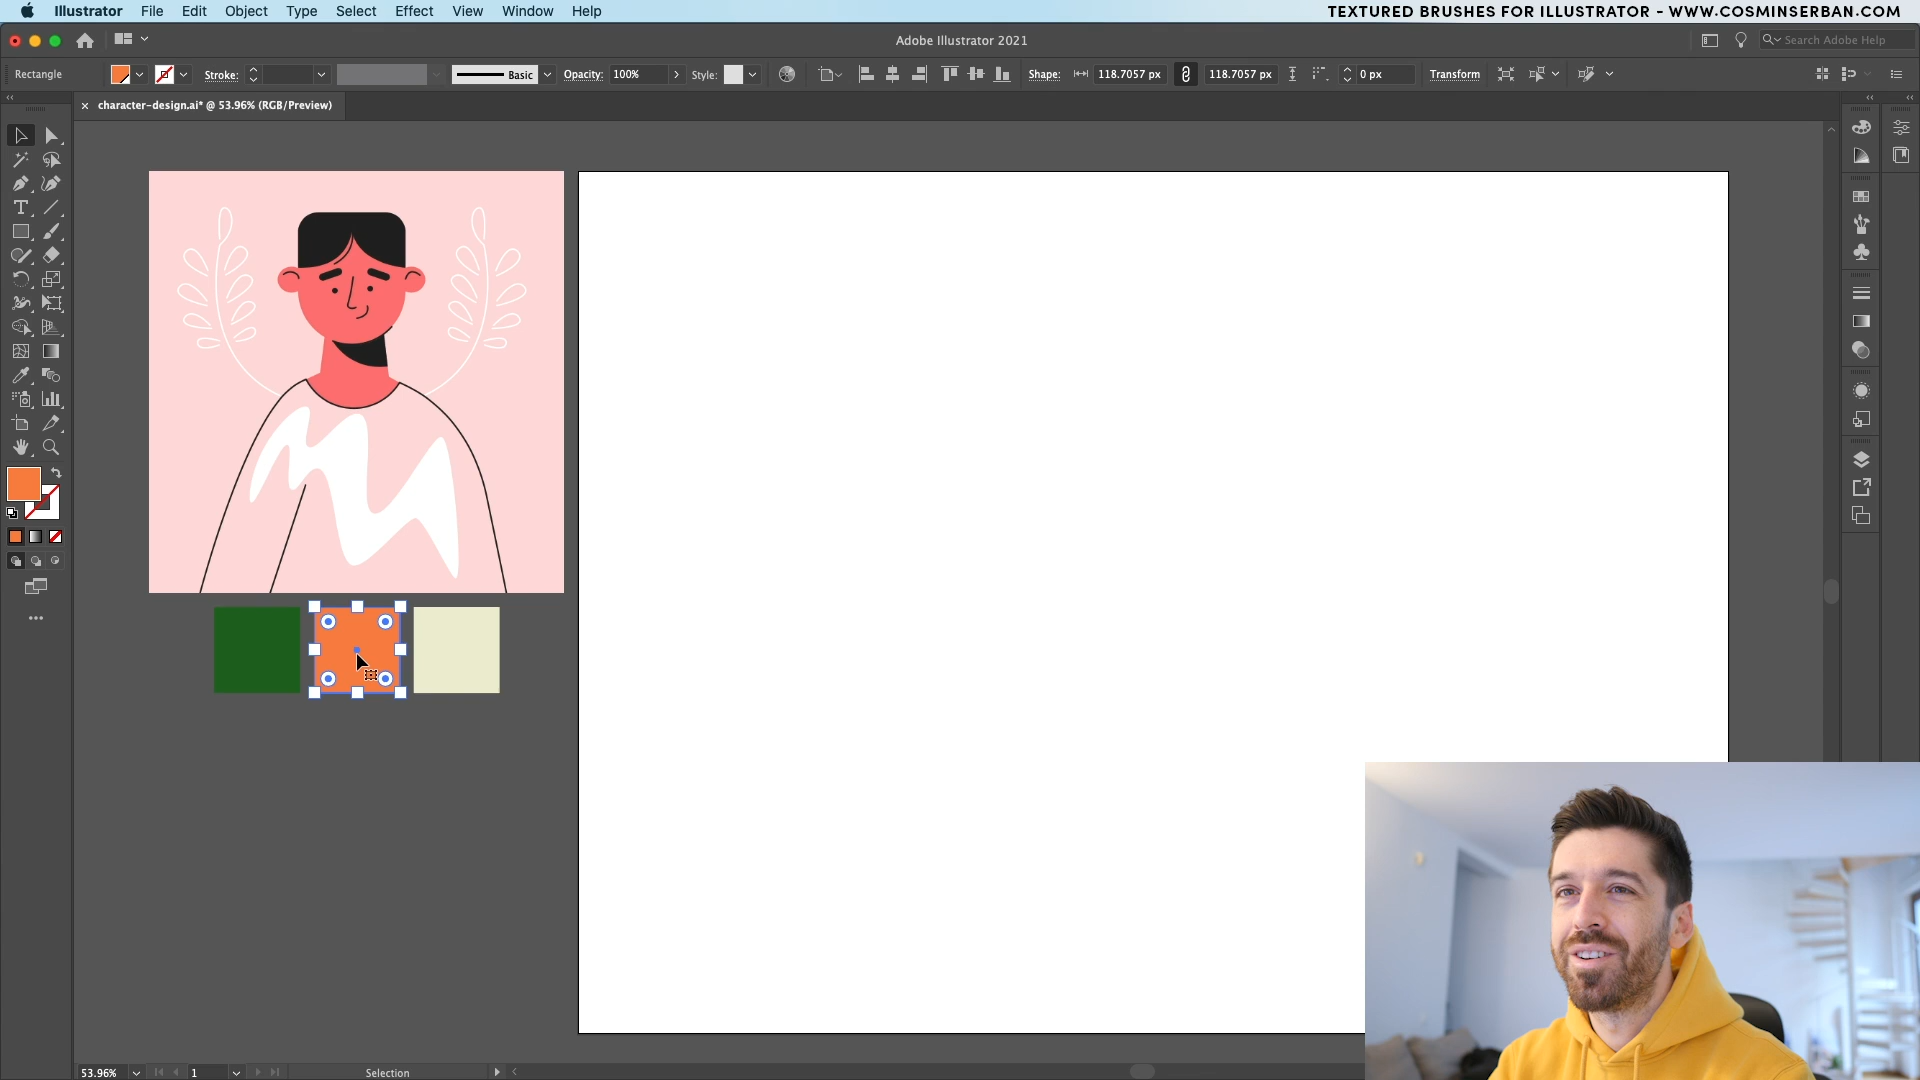 Illustrator File Edit Object Type Select Effect View Window Help
TEXTURED BRUSHES FOR ILLUSTRATOR - WWW.COSMINSERBAN.COM
Adobe Illustrator 2021
Search Adobe Help
Rectangle Stroke: Basic Opacity: 100% Style: Shape: 118.7057 px 118.7057 px 0 px Transform
character-design.ai* @ 53.96% (RGB/Preview)
53.96% 1 Selection